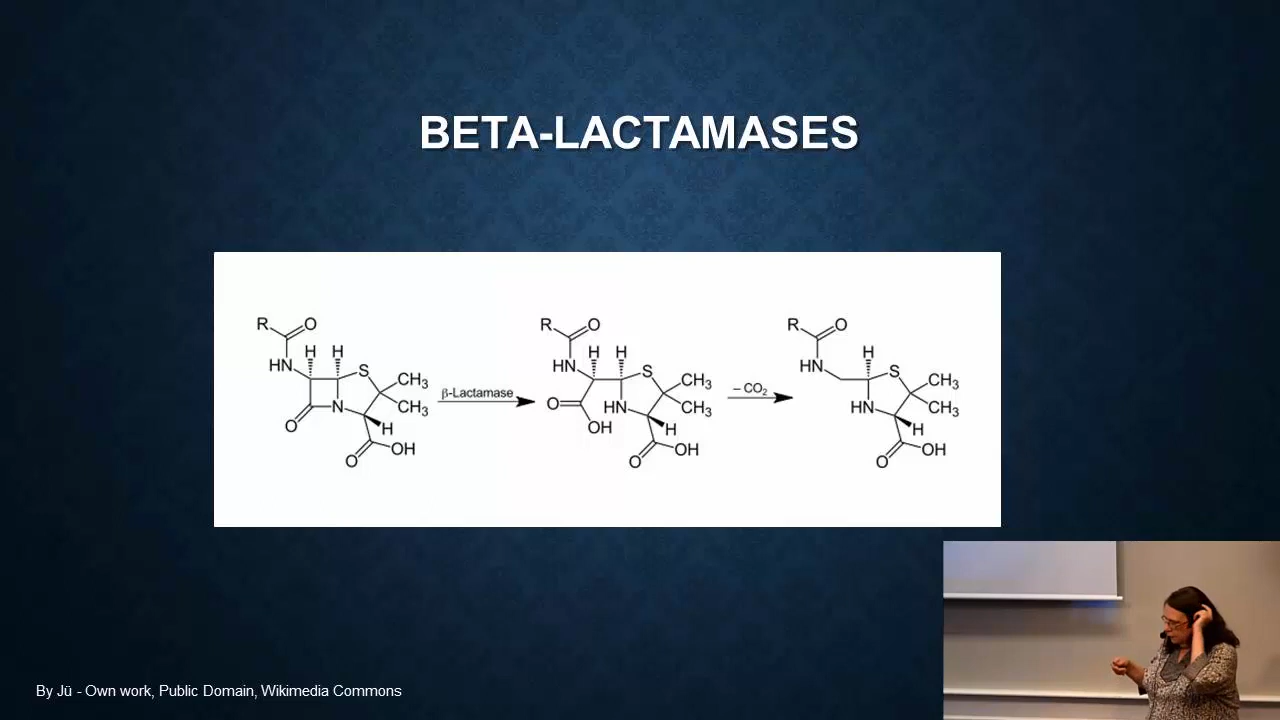 BETA-LACTAMASES
R
O
HN
H
H
S
CH3
CH3
N
O
H
O
OH
β-Lactamase
R
O
HN
H
H
S
CH3
CH3
O
OH
HN
H
O
OH
– CO2
R
O
HN
H
S
CH3
CH3
HN
H
O
OH
By Jü - Own work, Public Domain, Wikimedia Commons